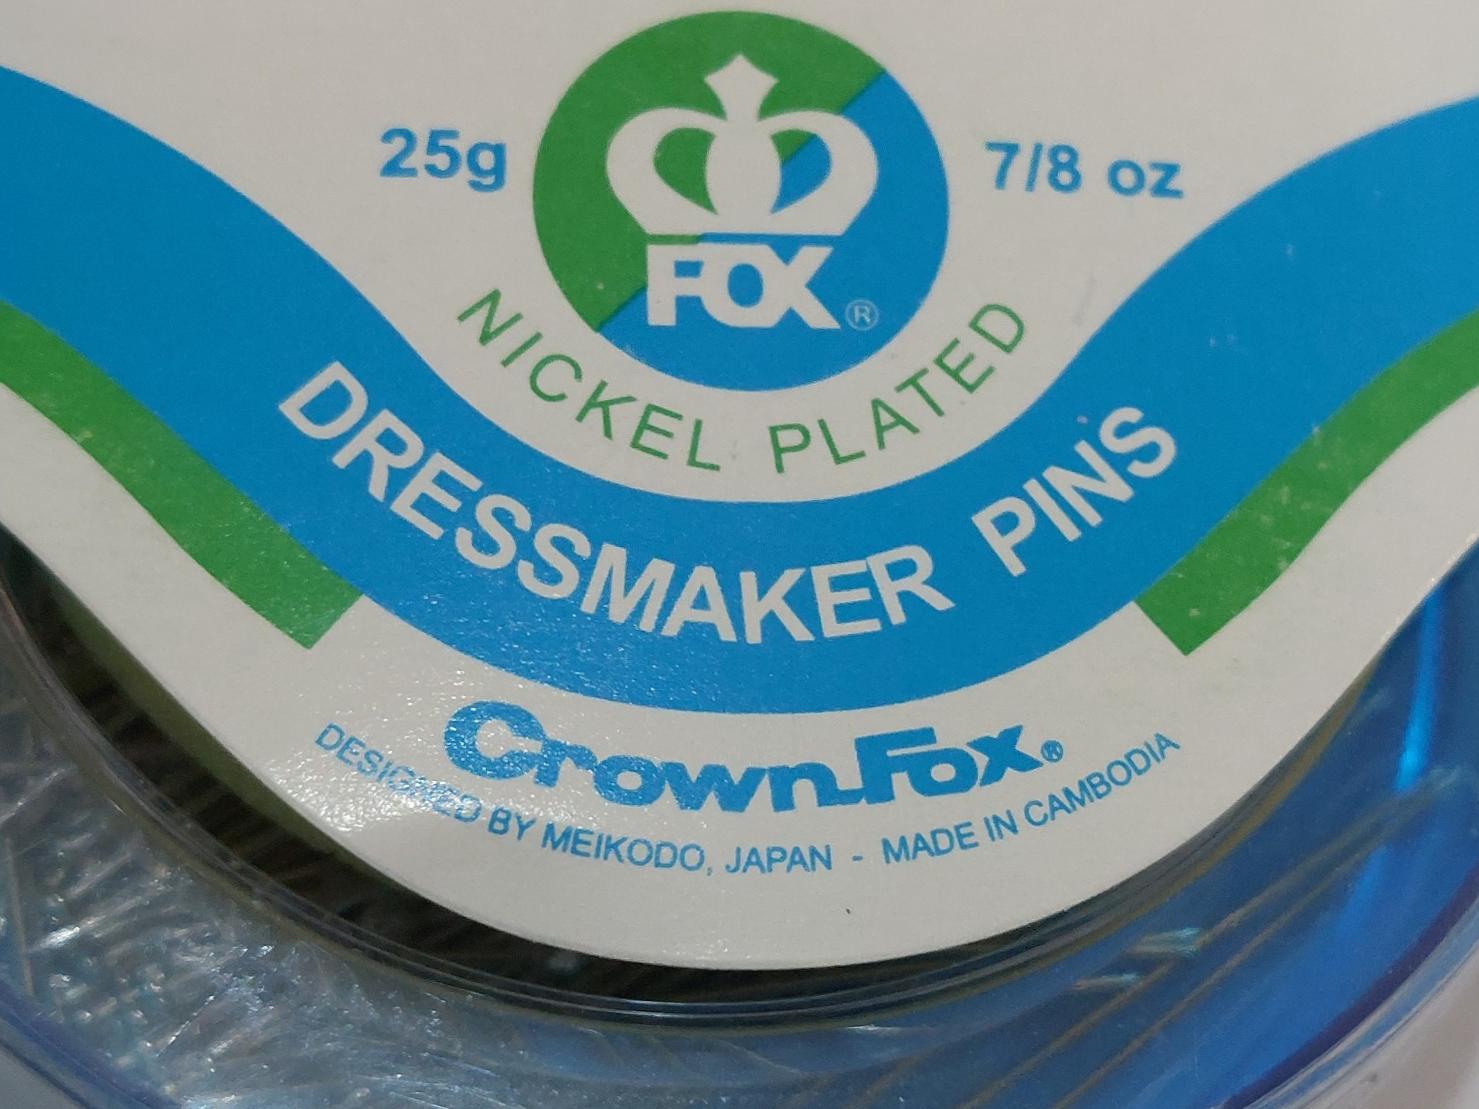 25g
FOX®
7/8 oz
NICKEL PLATED
DRESSMAKER PINS
CrownFox®
DESIGNED BY MEIKODO, JAPAN - MADE IN CAMBODIA